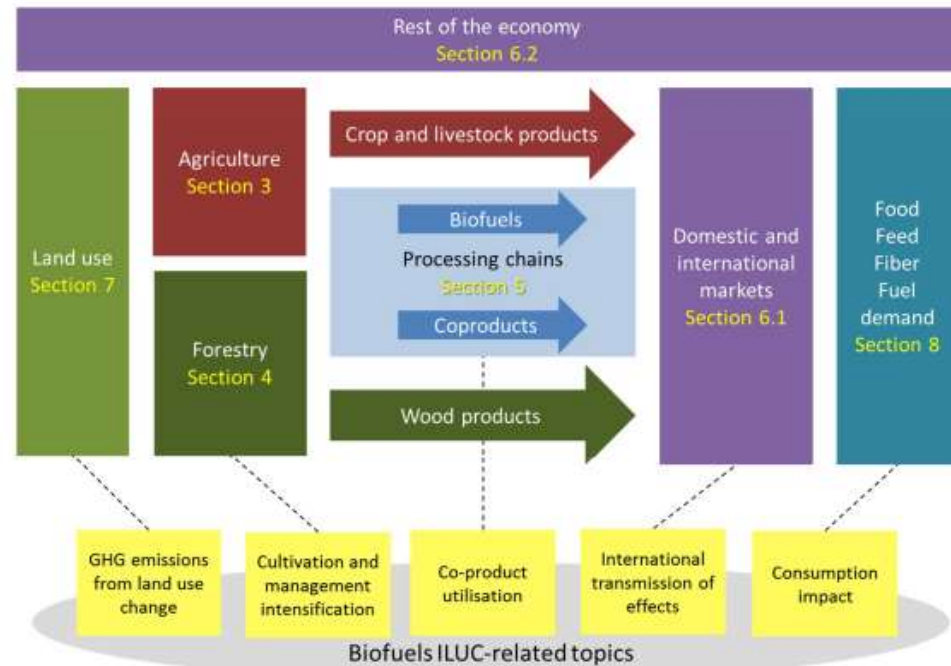 Rest of the economy
Section 6.2
Land use
Section 7
Agriculture
Section 3
Forestry
Section 4
Crop and livestock products
Biofuels
Processing chains
Section 5
Coproducts
Wood products
Domestic and
international
markets
Section 6.1
Food
Feed
Fiber
Fuel
demand
Section 8
GHG emissions
from land use
change
Cultivation and
management
intensification
Co-product
utilisation
International
transmission of
effects
Consumption
impact
Biofuels ILUC-related topics